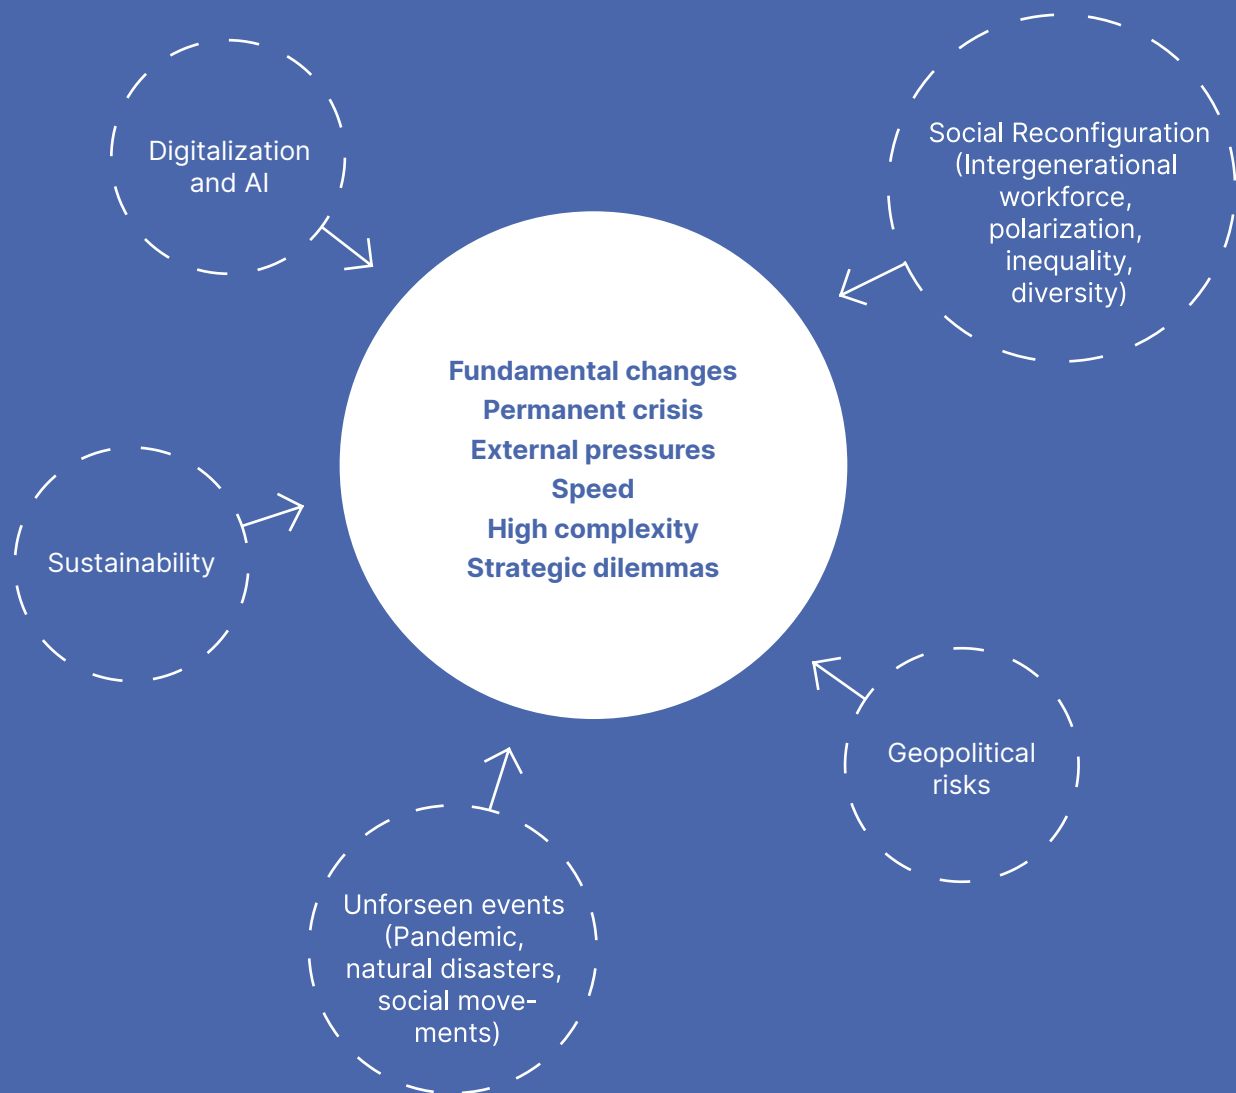 Digitalization
and AI
Social Reconfiguration
(Intergenerational
workforce,
polarization,
inequality,
diversity)
Fundamental changes
Permanent crisis
External pressures
Speed
High complexity
Strategic dilemmas
Sustainability
Geopolitical
risks
Unforseen events
(Pandemic,
natural disasters,
social move-
ments)